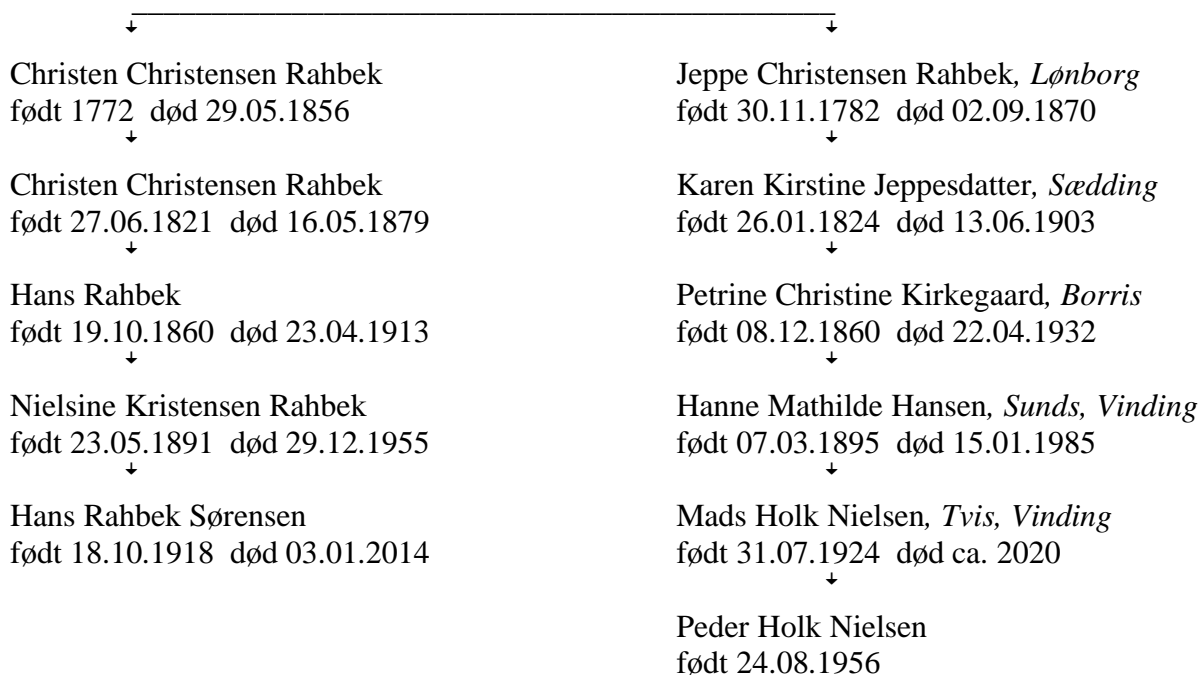 Christen Christensen Rahbek
født 1772 død 29.05.1856
Christen Christensen Rahbek
født 27.06.1821 død 16.05.1879
Hans Rahbek
født 19.10.1860 død 23.04.1913
Nielsine Kristensen Rahbek
født 23.05.1891 død 29.12.1955
Hans Rahbek Sørensen
født 18.10.1918 død 03.01.2014
Jeppe Christensen Rahbek, Lønborg
født 30.11.1782 død 02.09.1870
Karen Kirstine Jeppesdatter, Sædding
født 26.01.1824 død 13.06.1903
Petrine Christine Kirkegaard, Borris
født 08.12.1860 død 22.04.1932
Hanne Mathilde Hansen, Sunds, Vinding
født 07.03.1895 død 15.01.1985
Mads Holk Nielsen, Tvis, Vinding
født 31.07.1924 død ca. 2020
Peder Holk Nielsen
født 24.08.1956